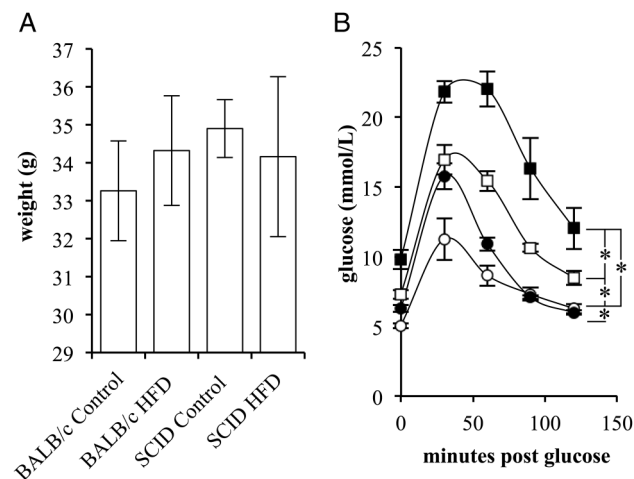 A
37
36
35
34
33
32
31
30
29
weight (g)
BALB/c Control
BALB/c HFD
SCID Control
SCID HFD
B
25
20
15
10
5
0
glucose (mmol/L)
0
50
100
150
minutes post glucose
*
*
*
*